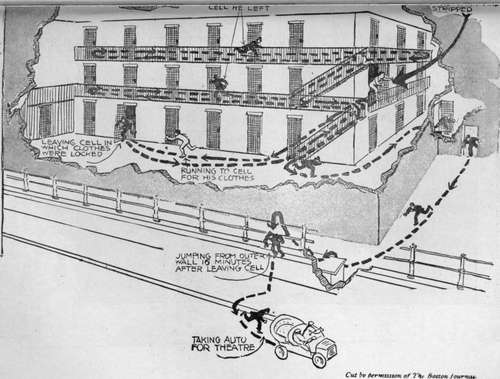 CELL HE LEFT
STRIPPED
LEAVING CELL IN
WHICH CLOTHES
WERE LOCKED
RUNNING TO CELL
FOR HIS CLOTHES
JUMPING FROM OUTER
WALL 16 MINUTES
AFTER LEAVING CELL
TAKING AUTO
FOR THEATRE
Cut by permission of The Boston Journal.